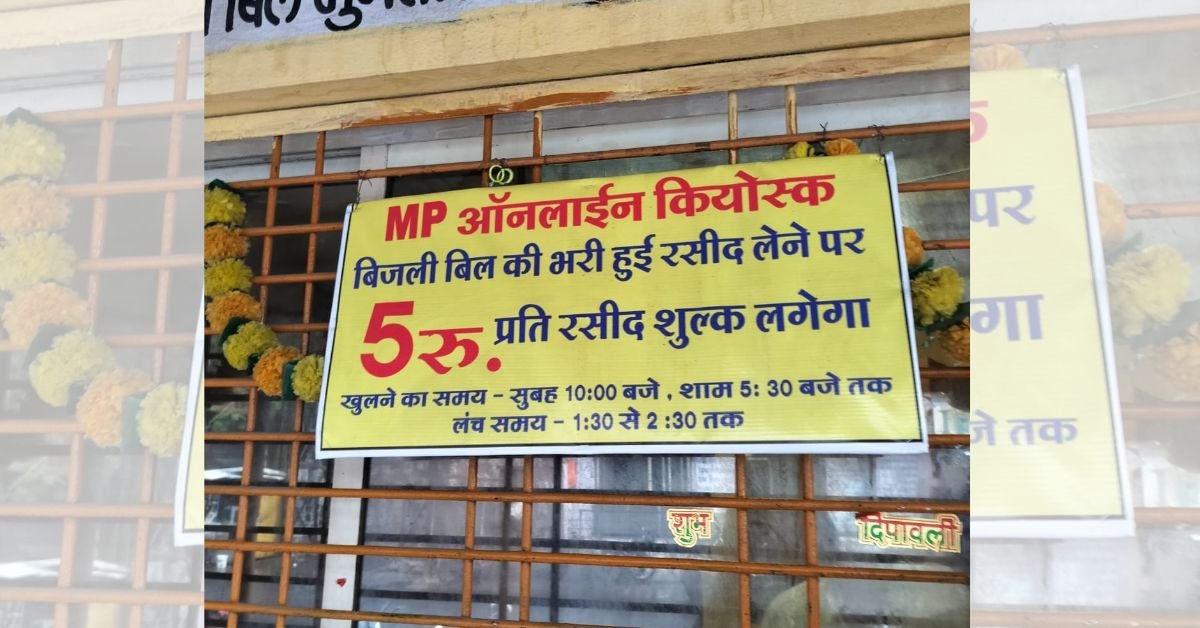 बिल
MP ऑनलाईन कियोस्क
बिजली बिल की भरी हुई रसीद लेने पर
5रु. प्रति रसीद शुल्क लगेगा
खुलने का समय - सुबह 10:00 बजे , शाम 5: 30 बजे तक
लंच समय - 1:30 से 2 :30 तक
शुभ
दिपावली